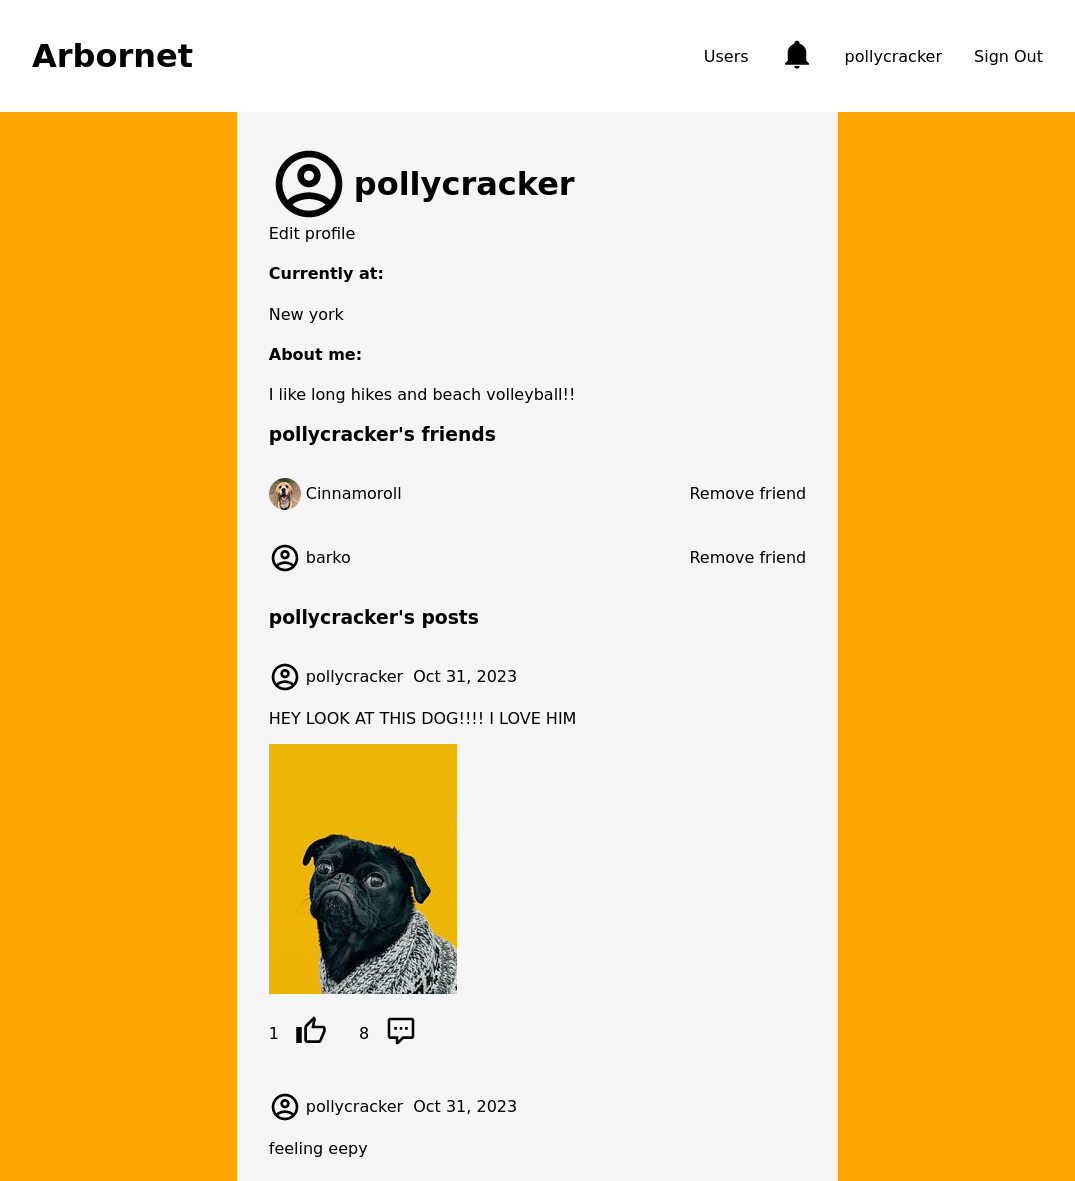 Arbornet
Users pollycracker Sign Out
pollycracker
Edit profile
Currently at:
New york
About me:
I like long hikes and beach volleyball!!
pollycracker's friends
Cinnamoroll Remove friend
barko Remove friend
pollycracker's posts
pollycracker Oct 31, 2023
HEY LOOK AT THIS DOG!!!! I LOVE HIM
1 8
pollycracker Oct 31, 2023
feeling eepy